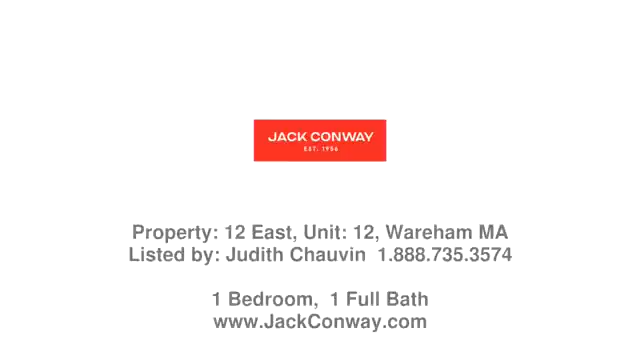 JACK CONWAY
EST. 1956
Property: 12 East, Unit: 12, Wareham MA
Listed by: Judith Chauvin  1.888.735.3574
1 Bedroom,  1 Full Bath
www.JackConway.com